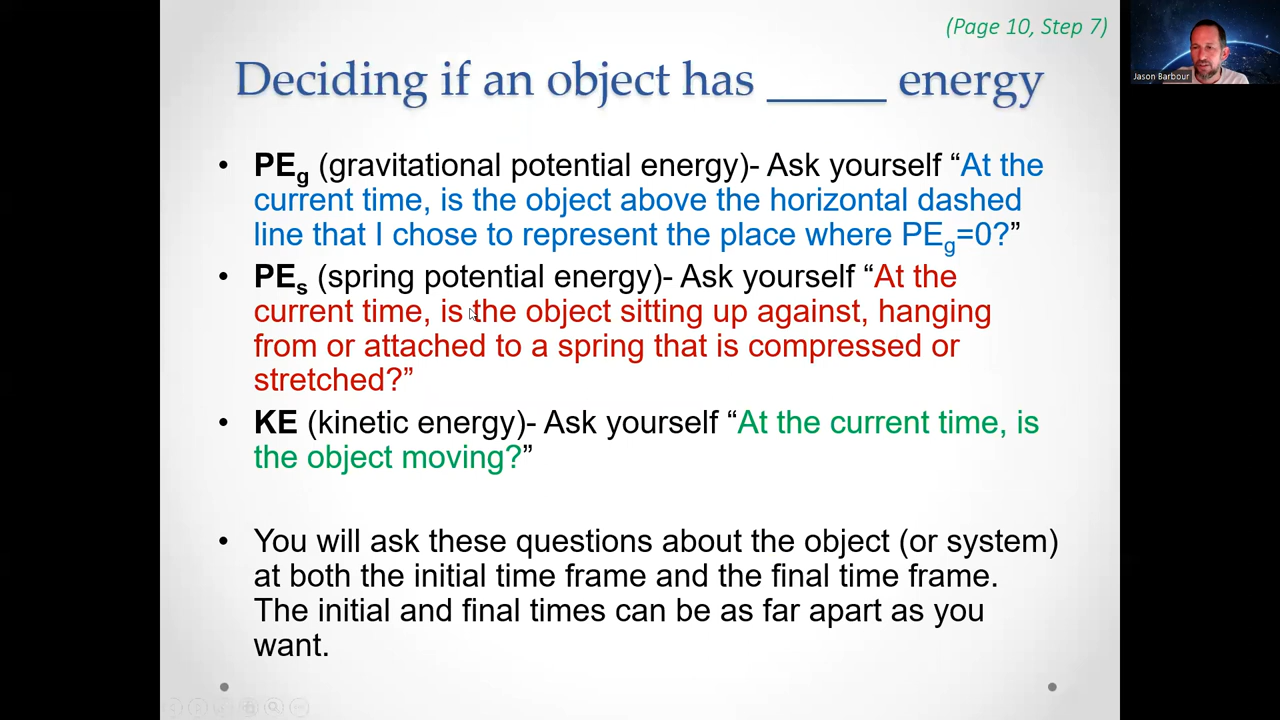 (Page 10, Step 7)
Jason Barbour
Deciding if an object has _____ energy
• PEg (gravitational potential energy)- Ask yourself “At the
current time, is the object above the horizontal dashed
line that I chose to represent the place where PEg=0?”
• PEs (spring potential energy)- Ask yourself “At the
current time, is the object sitting up against, hanging
from or attached to a spring that is compressed or
stretched?”
• KE (kinetic energy)- Ask yourself “At the current time, is
the object moving?”
• You will ask these questions about the object (or system)
at both the initial time frame and the final time frame.
The initial and final times can be as far apart as you
want.